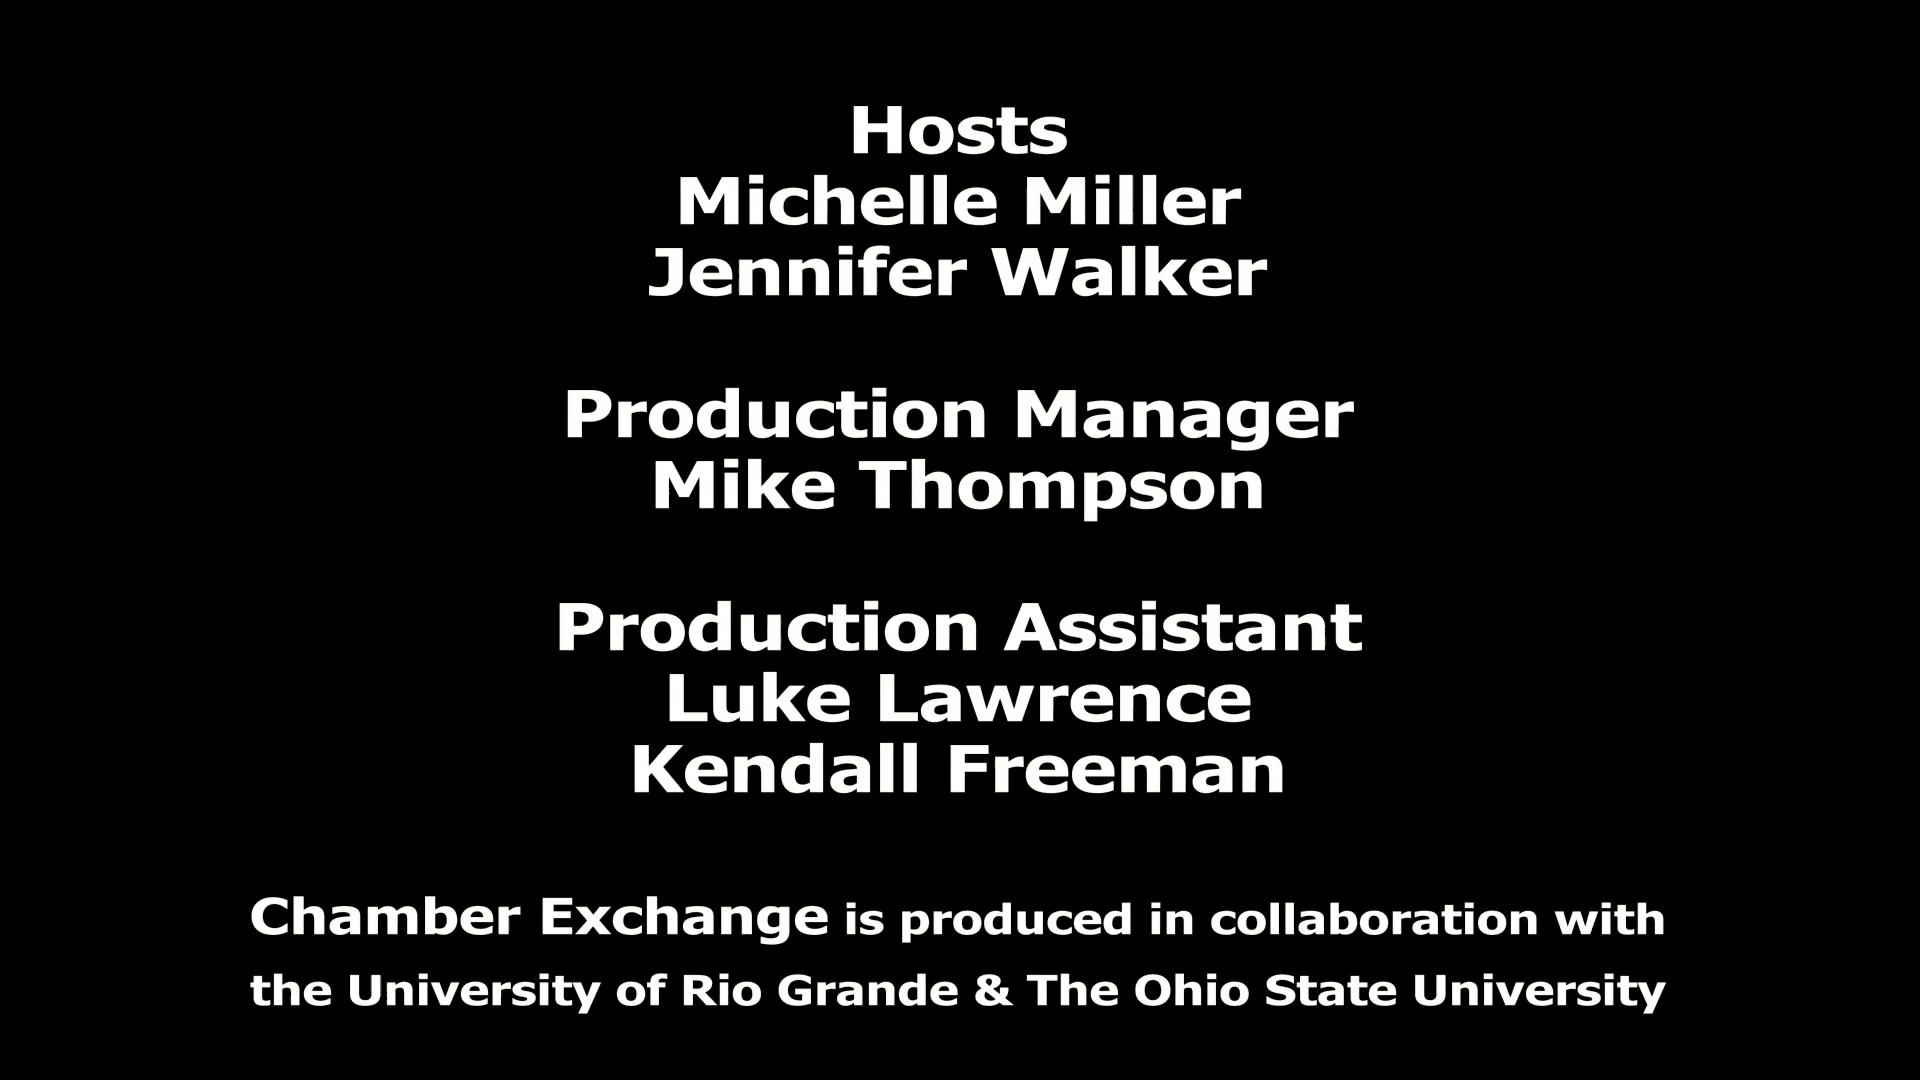 Hosts
Michelle Miller
Jennifer Walker
Production Manager
Mike Thompson
Production Assistant
Luke Lawrence
Kendall Freeman
Chamber Exchange is produced in collaboration with
the University of Rio Grande & The Ohio State University